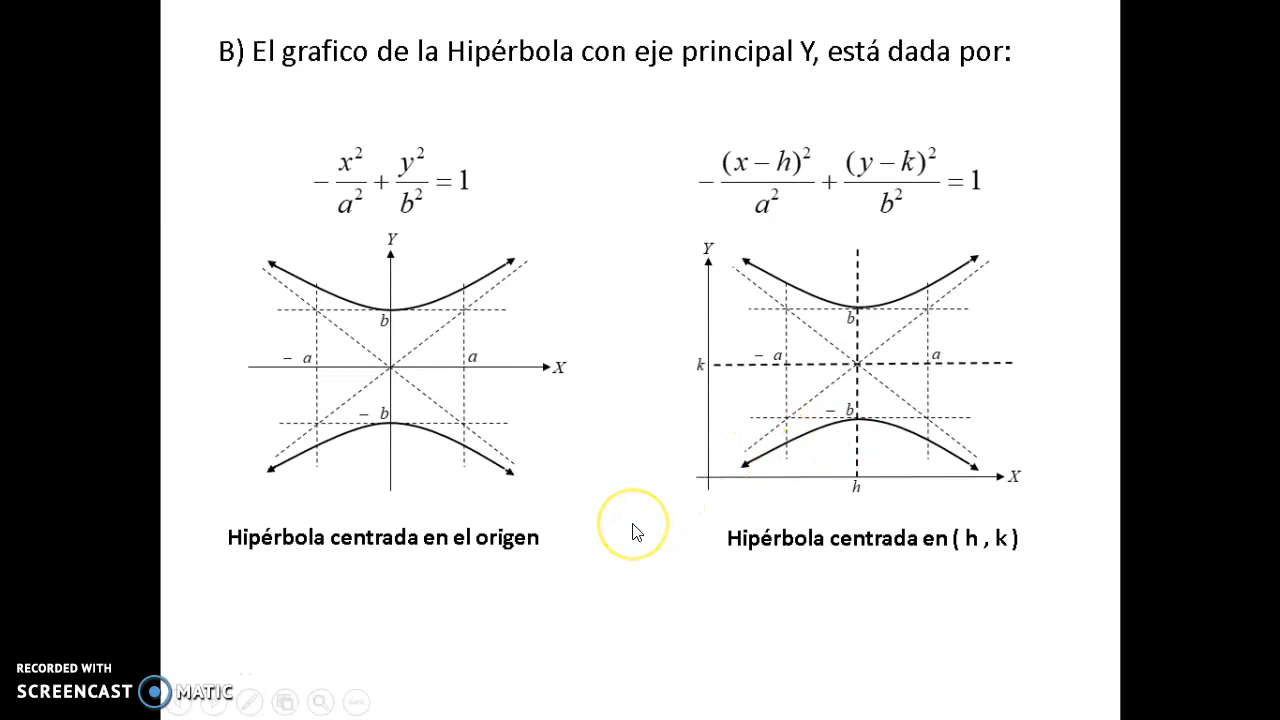 B) El grafico de la Hipérbola con eje principal Y, está dada por:
− x²/a² + y²/b² = 1
− (x − h)²/a² + (y − k)²/b² = 1
Y
b
− a
a
X
− b
Y
b
k
− a
a
− b
X
h
Hipérbola centrada en el origen
Hipérbola centrada en ( h , k )
RECORDED WITH
SCREENCAST MATIC